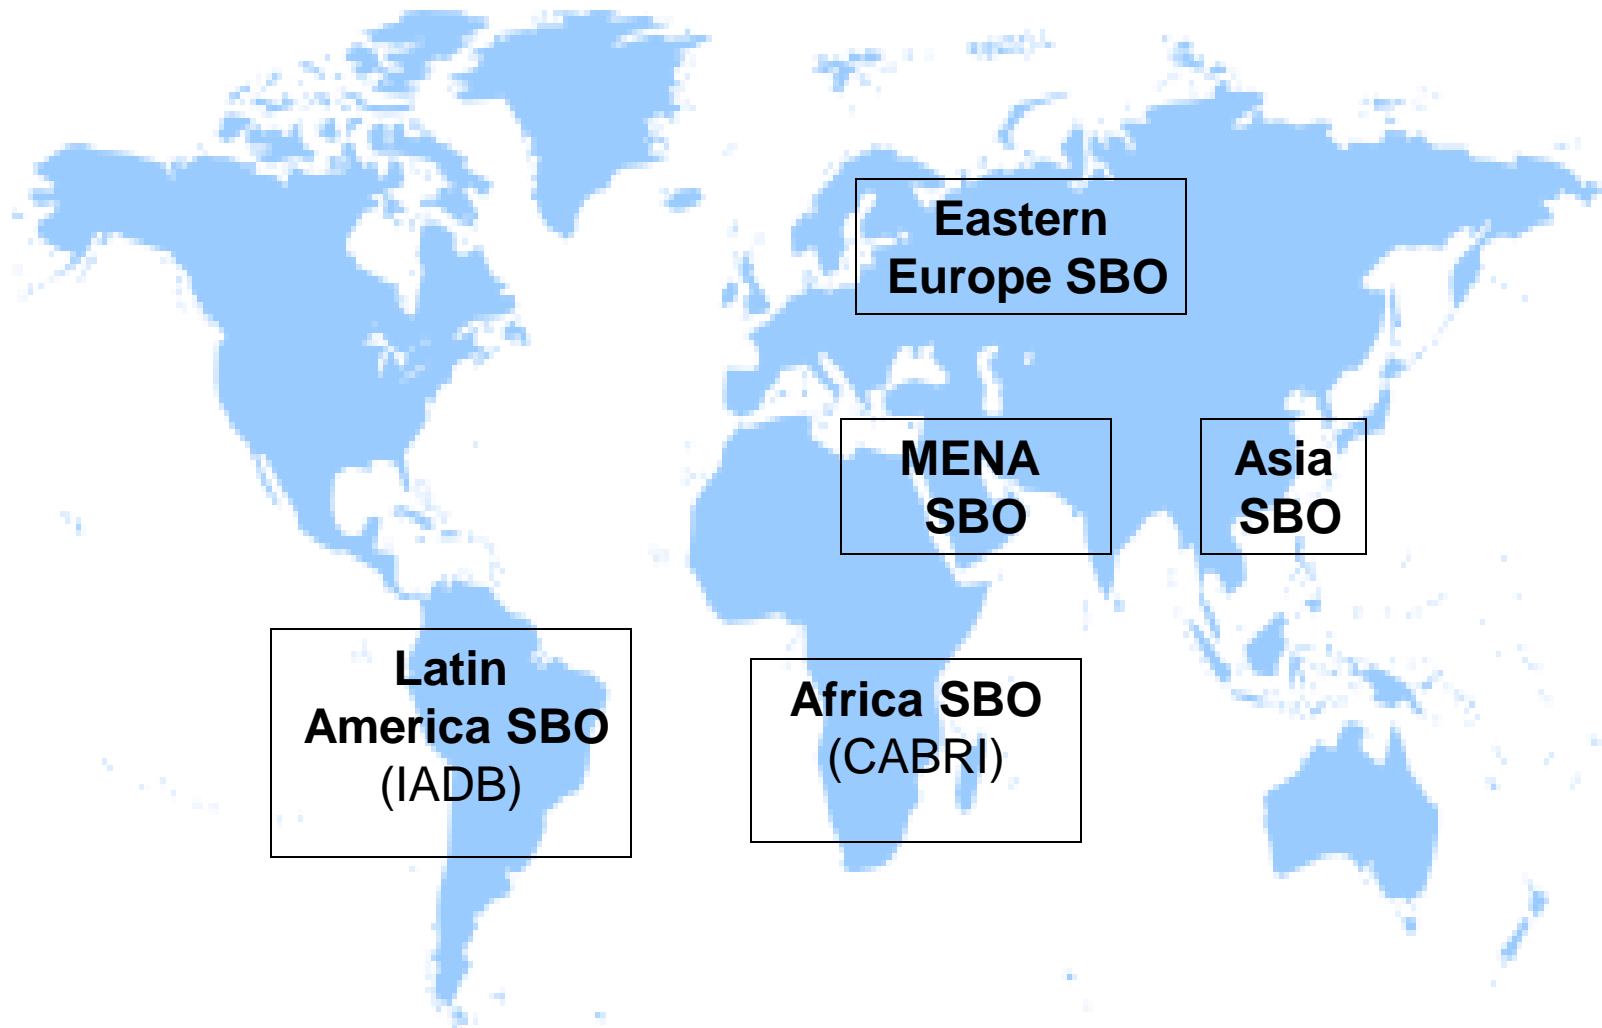 Eastern
Europe SBO
MENA
SBO
Asia
SBO
Latin
America SBO
(IADB)
Africa SBO
(CABRI)